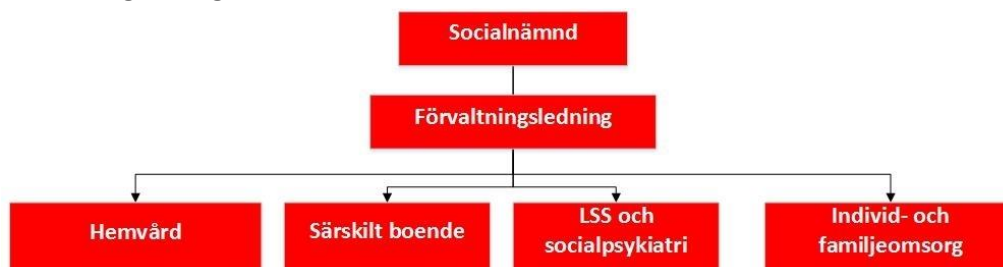 Socialnämnd
Förvaltningsledning
Hemvård
Särskilt boende
LSS och
socialpsykiatri
Individ- och
familjeomsorg